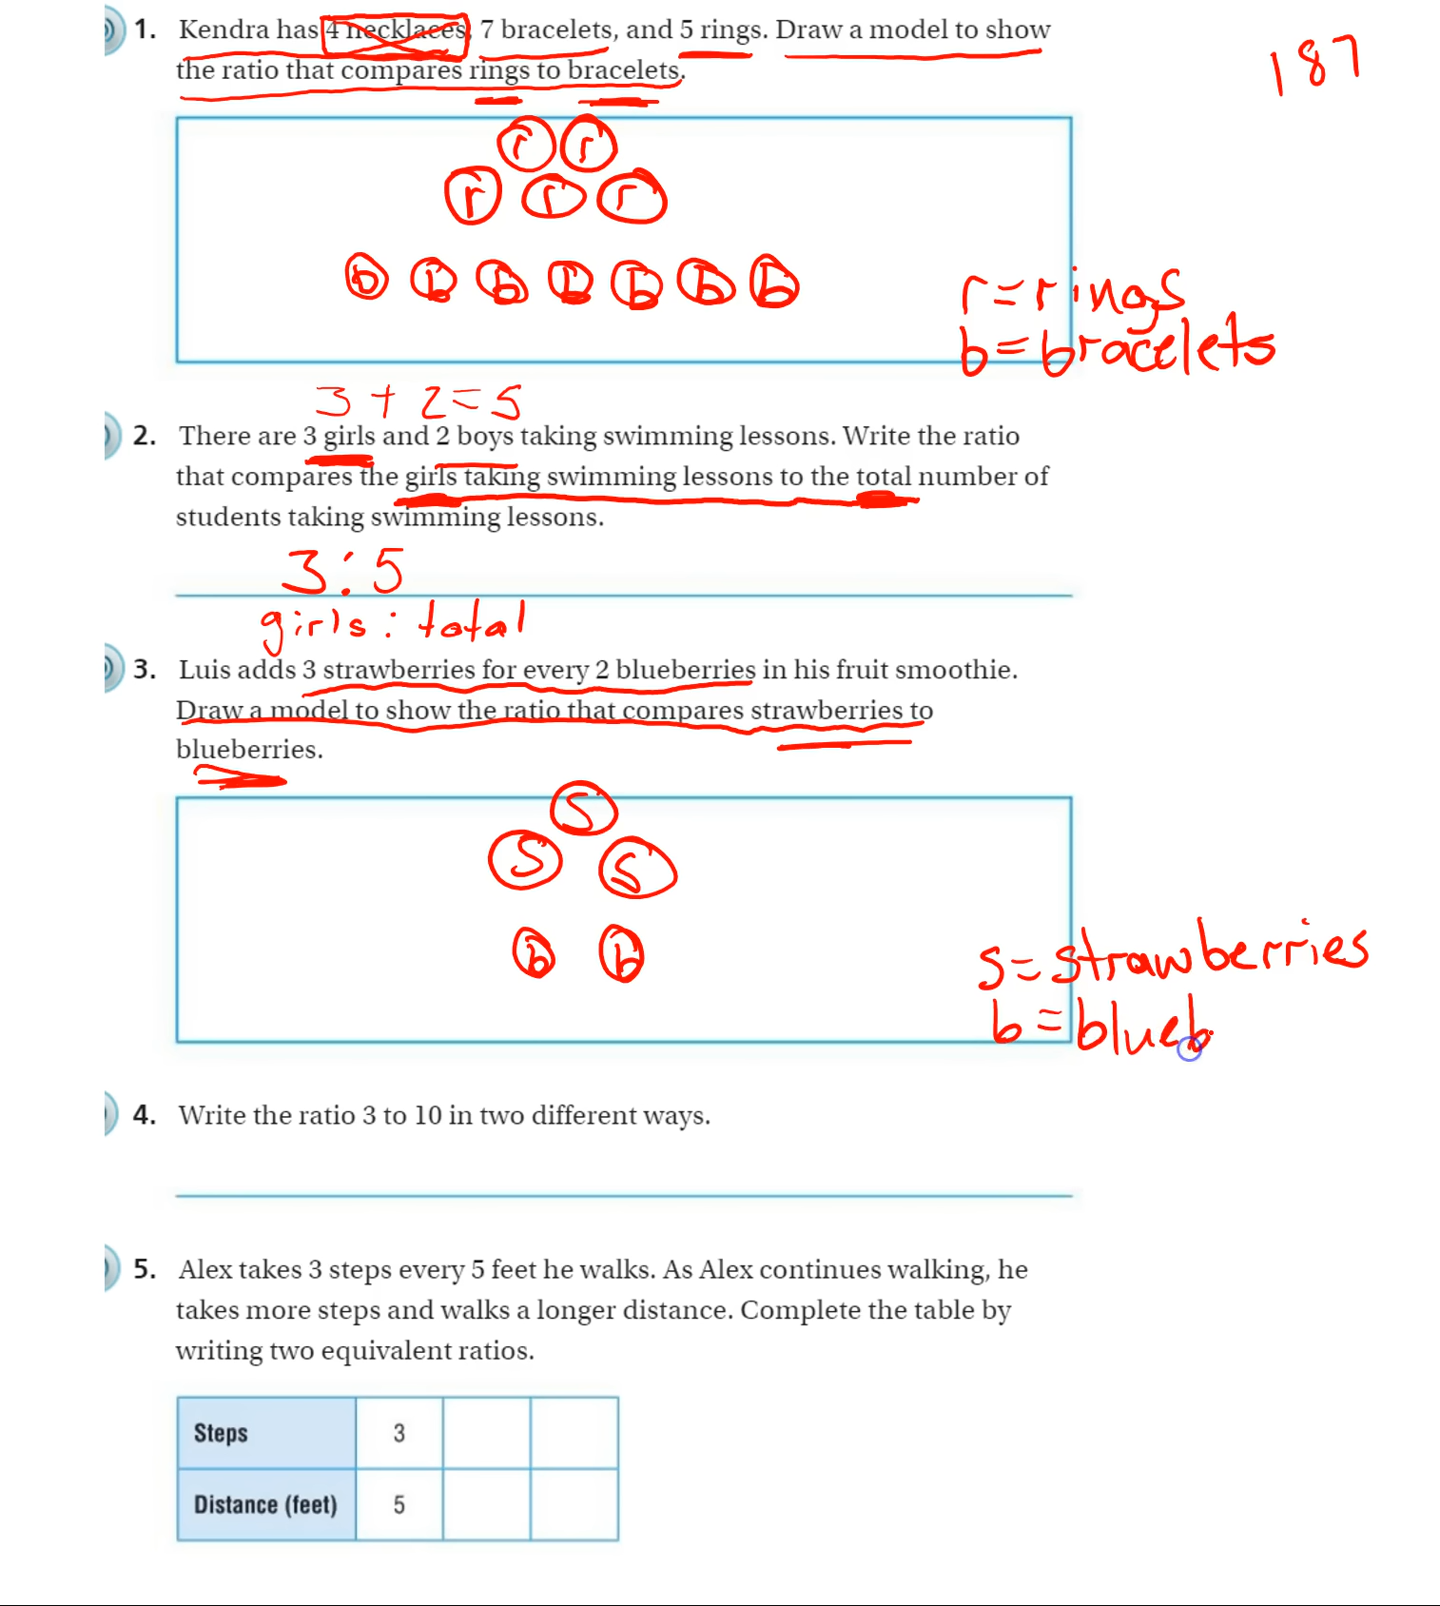 1. Kendra has 4 necklaces, 7 bracelets, and 5 rings. Draw a model to show
the ratio that compares rings to bracelets.
187
r r
r r r
b b b b b b b
r=rings
b=bracelets
3 + 2 = 5
2. There are 3 girls and 2 boys taking swimming lessons. Write the ratio
that compares the girls taking swimming lessons to the total number of
students taking swimming lessons.
3:5
girls: total
3. Luis adds 3 strawberries for every 2 blueberries in his fruit smoothie.
Draw a model to show the ratio that compares strawberries to
blueberries.
S
S S
b b
s=strawberries
b=blueb
4. Write the ratio 3 to 10 in two different ways.
5. Alex takes 3 steps every 5 feet he walks. As Alex continues walking, he
takes more steps and walks a longer distance. Complete the table by
writing two equivalent ratios.
Steps 3
Distance (feet) 5